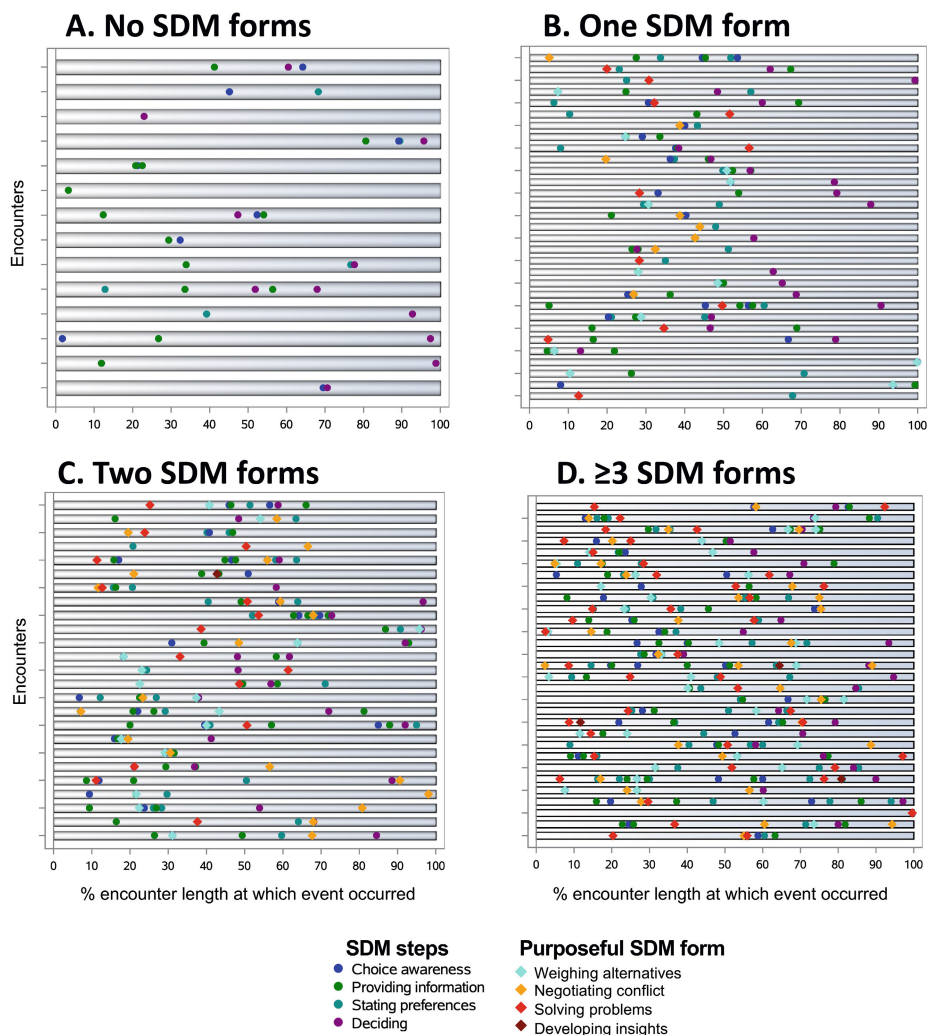 A. No SDM forms
B. One SDM form
Encounters
0 10 20 30 40 50 60 70 80 90 100
0 10 20 30 40 50 60 70 80 90 100
C. Two SDM forms
D. ≥3 SDM forms
Encounters
0 10 20 30 40 50 60 70 80 90 100
0 10 20 30 40 50 60 70 80 90 100
% encounter length at which event occurred
% encounter length at which event occurred
SDM steps
Choice awareness
Providing information
Stating preferences
Deciding
Purposeful SDM form
Weighing alternatives
Negotiating conflict
Solving problems
Developing insights